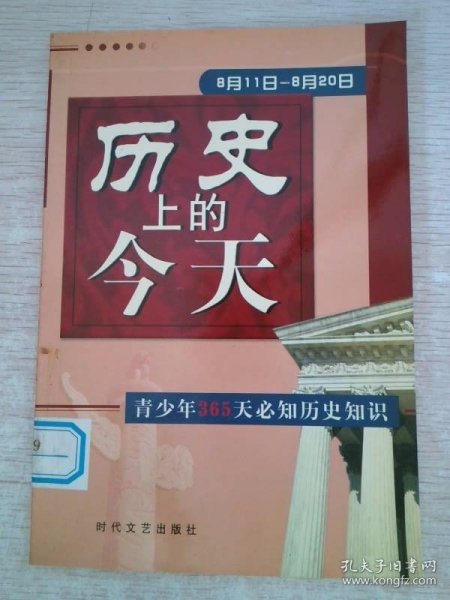 8月11日-8月20日
历史
上的
今天
青少年365天必知历史知识
9
时代文艺出版社
孔夫子旧书网
www.kongfz.com